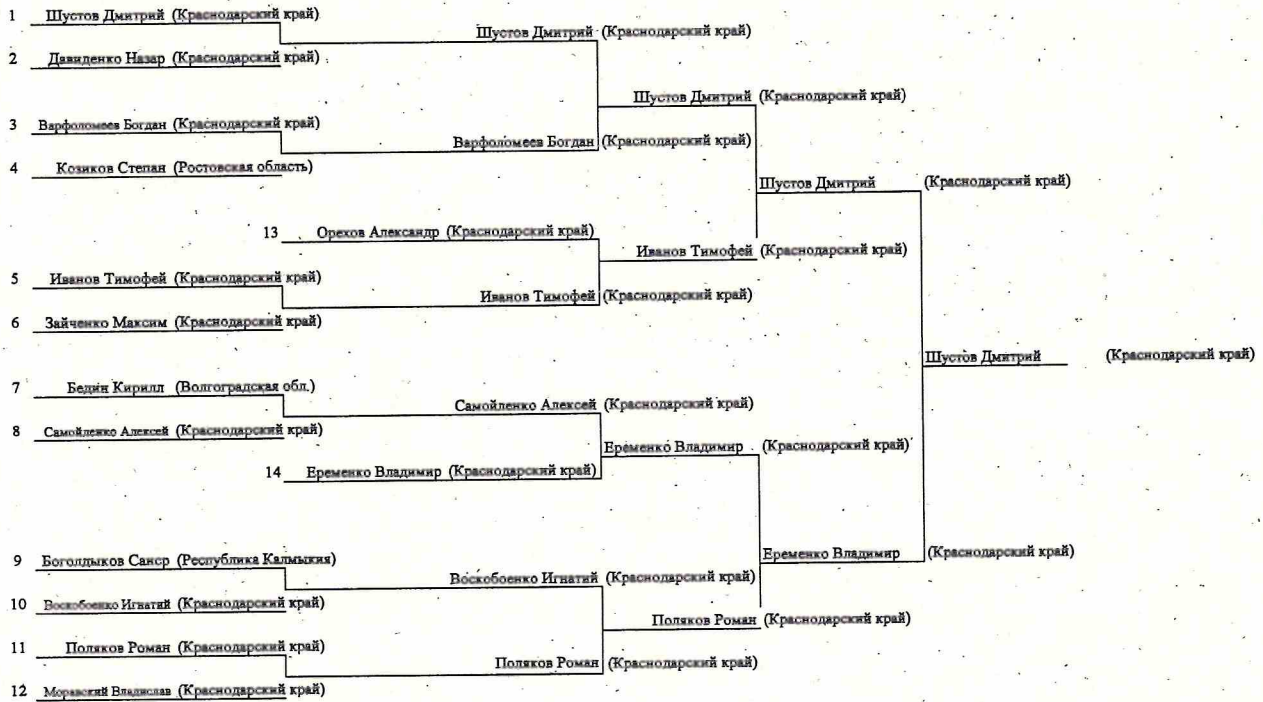 1 Шустов Дмитрий (Краснодарский край)
Шустов Дмитрий (Краснодарский край)
2 Давиденко Назар (Краснодарский край)
Шустов Дмитрий (Краснодарский край)
3 Варфоломеев Богдан (Краснодарский край)
Варфоломеев Богдан (Краснодарский край)
4 Козиков Степан (Ростовская область)
Шустов Дмитрий (Краснодарский край)
13 Орехов Александр (Краснодарский край)
Иванов Тимофей (Краснодарский край)
5 Иванов Тимофей (Краснодарский край)
Иванов Тимофей (Краснодарский край)
6 Зайченко Максим (Краснодарский край)
Шустов Дмитрий (Краснодарский край)
7 Бедин Кирилл (Волгоградская обл.)
Самойленко Алексей (Краснодарский край)
8 Самойленко Алексей (Краснодарский край)
Еременко Владимир (Краснодарский край)
14 Еременко Владимир (Краснодарский край)
Еременко Владимир (Краснодарский край)
9 Боголдыков Санср (Республика Калмыкия)
Воскобоенко Игнатий (Краснодарский край)
10 Воскобоенко Игнатий (Краснодарский край)
Поляков Роман (Краснодарский край)
11 Поляков Роман (Краснодарский край)
Поляков Роман (Краснодарский край)
12 Моравский Владислав (Краснодарский край)